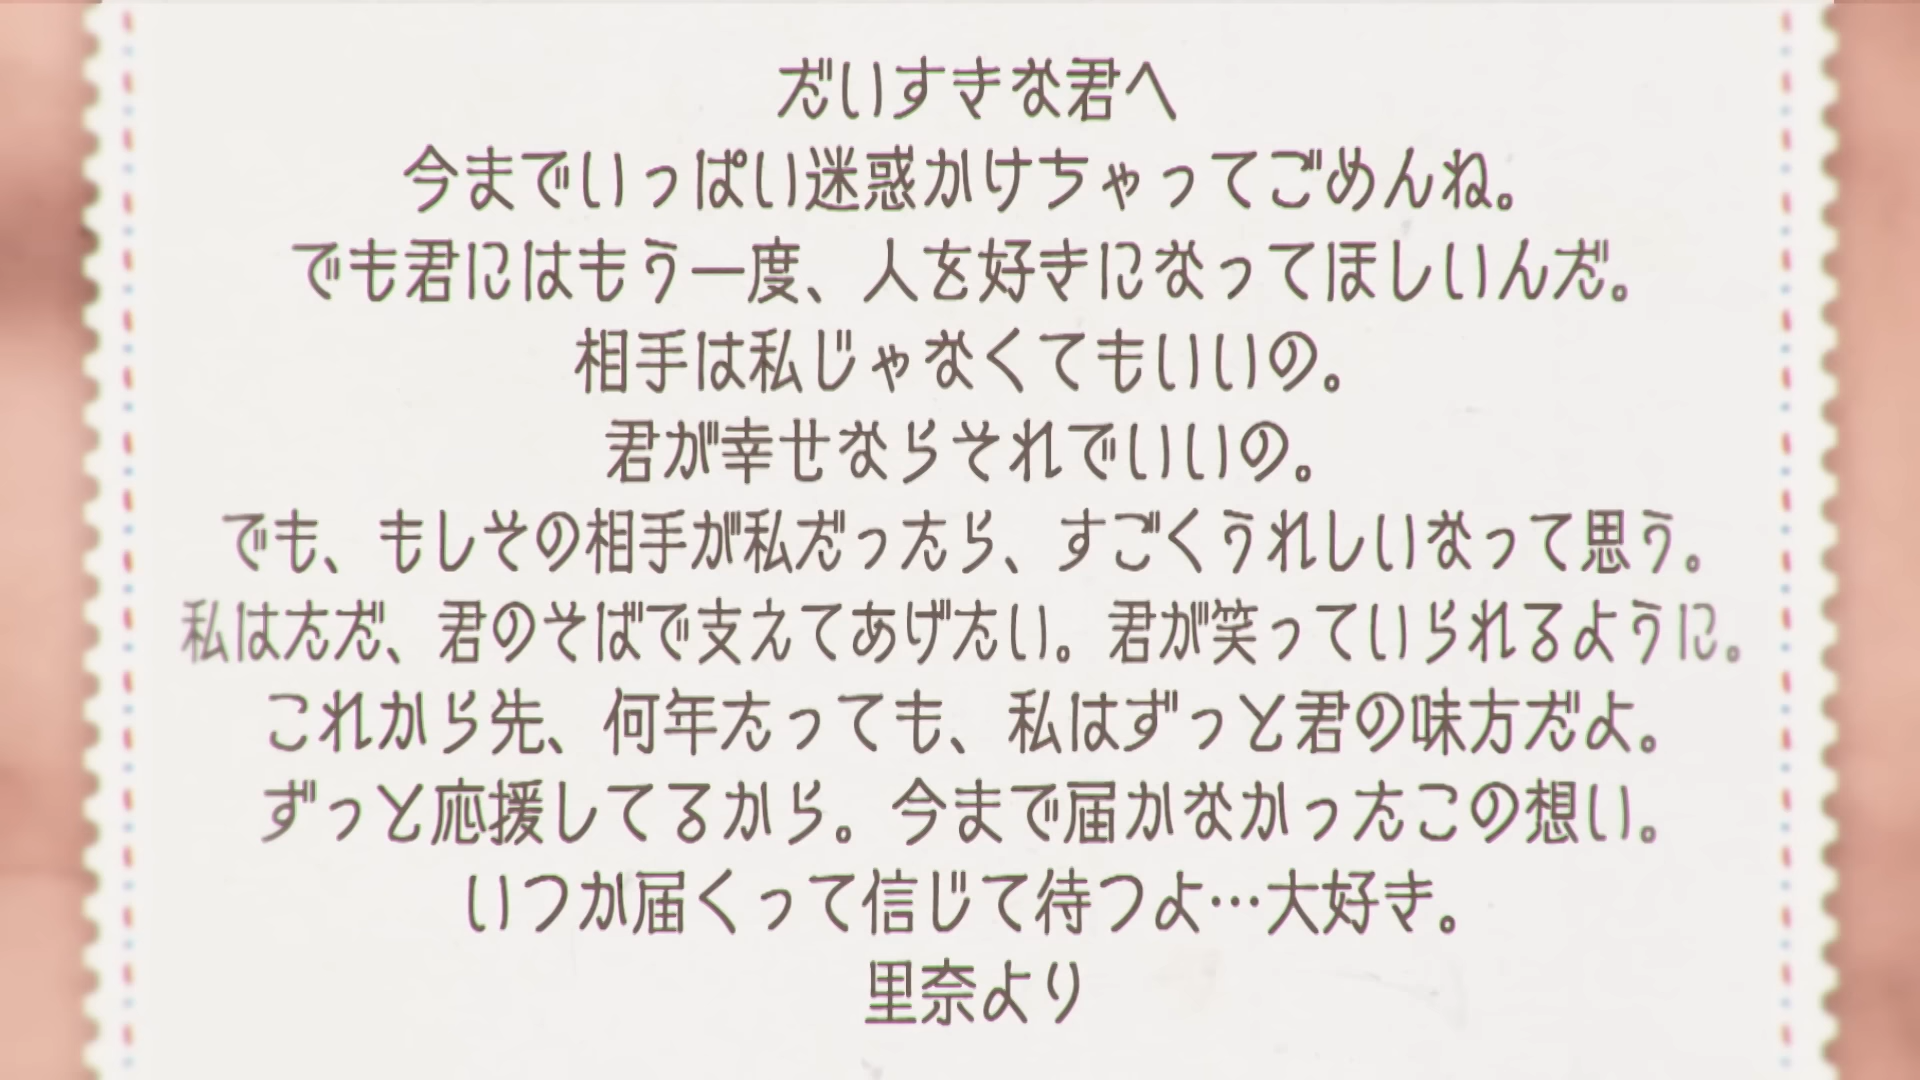 だいすきな君へ
今までいっぱい迷惑かけちゃってごめんね。
でも君にはもう一度、人を好きになってほしいんだ。
相手は私じゃなくてもいいの。
君が幸せならそれでいいの。
でも、もしその相手が私だったら、すごくうれしいなって思う。
私はただ、君のそばで支えてあげたい。君が笑っていられるように。
これから先、何年たっても、私はずっと君の味方だよ。
ずっと応援してるから。今まで届かなかったこの想い。
いつか届くって信じて待つよ…大好き。
里奈より